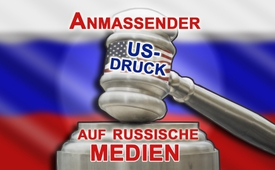 ANMASSENDER
US-
DRUCK
AUF RUSSISCHE
MEDIEN